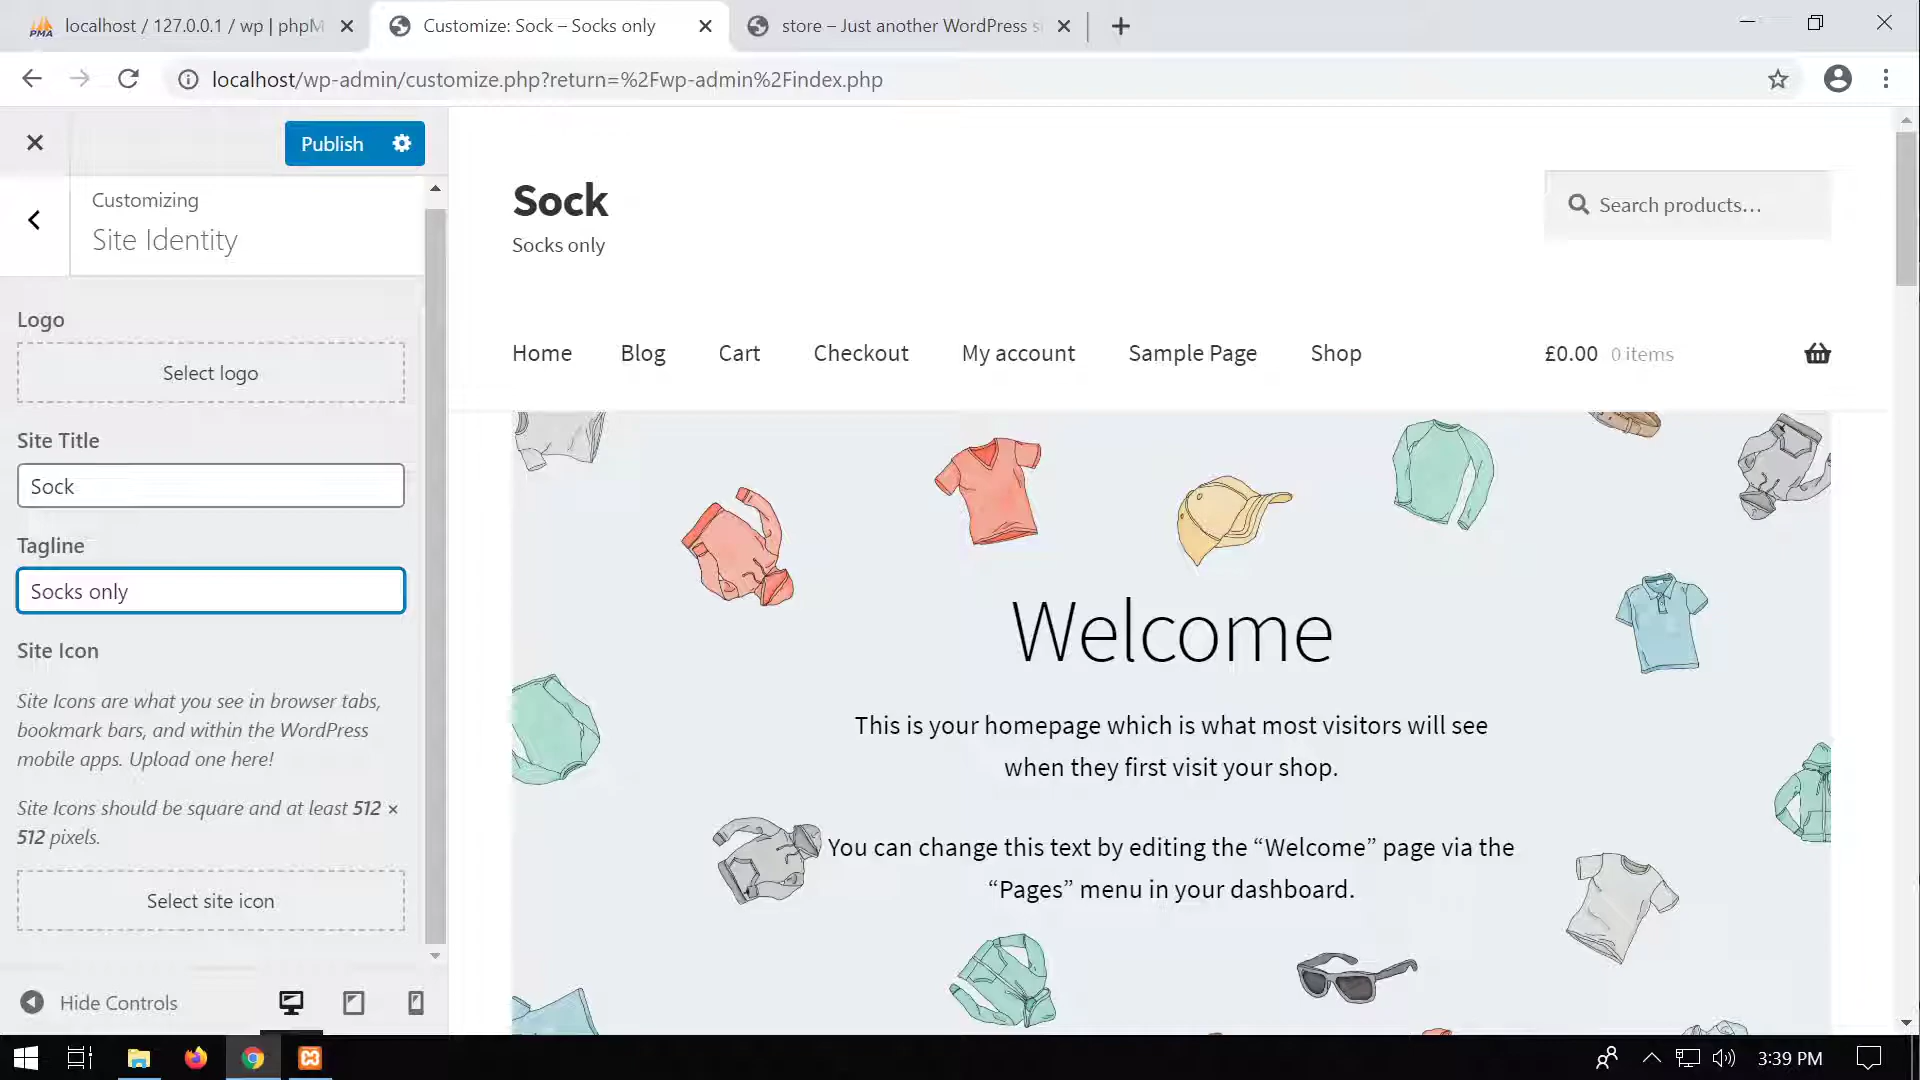 localhost / 127.0.0.1 / wp | phpM
Customize: Sock – Socks only
store – Just another WordPress s
localhost/wp-admin/customize.php?return=%2Fwp-admin%2Findex.php
Publish
Customizing
Site Identity
Logo
Select logo
Site Title
Sock
Tagline
Socks only
Site Icon
Site Icons are what you see in browser tabs,
bookmark bars, and within the WordPress
mobile apps. Upload one here!
Site Icons should be square and at least 512 ×
512 pixels.
Select site icon
Hide Controls
Sock
Socks only
Search products…
Home Blog Cart Checkout My account Sample Page Shop £0.00 0 items
Welcome
This is your homepage which is what most visitors will see
when they first visit your shop.
You can change this text by editing the “Welcome” page via the
“Pages” menu in your dashboard.
3:39 PM